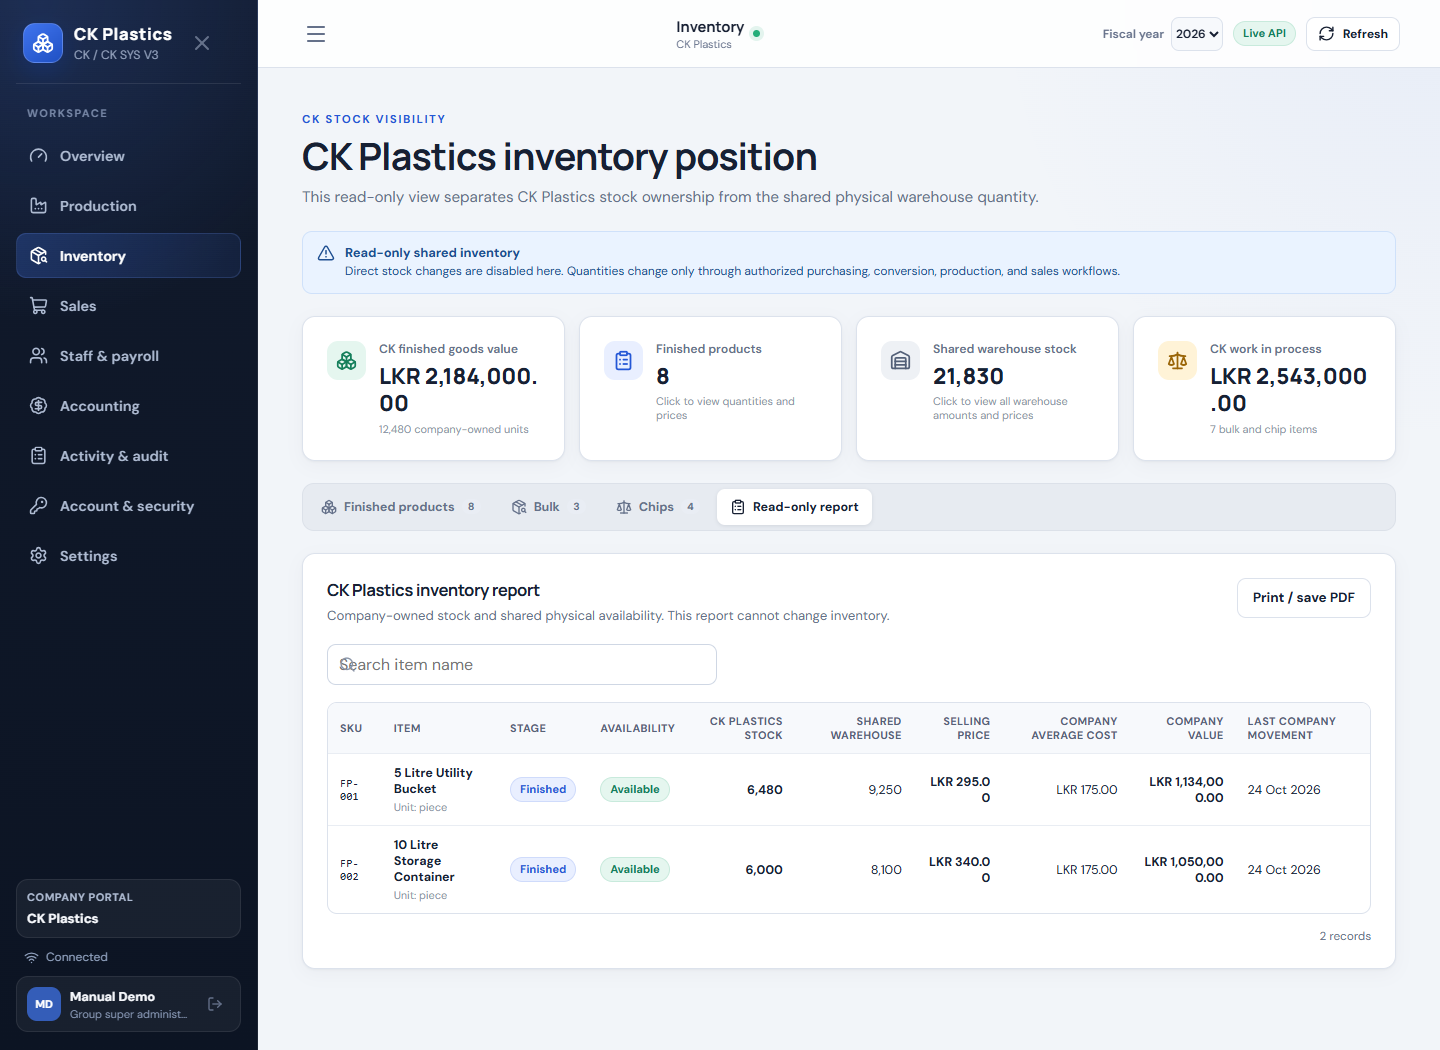 CK Plastics
CK / CK SYS V3
WORKSPACE
Overview
Production
Inventory
Sales
Staff & payroll
Accounting
Activity & audit
Account & security
Settings
COMPANY PORTAL
CK Plastics
Connected
MD
Manual Demo
Group super administ...
Inventory
CK Plastics
Fiscal year
2026
Live API
Refresh
CK STOCK VISIBILITY
CK Plastics inventory position
This read-only view separates CK Plastics stock ownership from the shared physical warehouse quantity.
Read-only shared inventory
Direct stock changes are disabled here. Quantities change only through authorized purchasing, conversion, production, and sales workflows.
CK finished goods value
LKR 2,184,000.
00
12,480 company-owned units
Finished products
8
Click to view quantities and
prices
Shared warehouse stock
21,830
Click to view all warehouse
amounts and prices
CK work in process
LKR 2,543,000
.00
7 bulk and chip items
Finished products 8
Bulk 3
Chips 4
Read-only report
CK Plastics inventory report
Company-owned stock and shared physical availability. This report cannot change inventory.
Print / save PDF
Search item name
SKU
ITEM
STAGE
AVAILABILITY
CK PLASTICS
STOCK
SHARED
WAREHOUSE
SELLING
PRICE
COMPANY
AVERAGE COST
COMPANY
VALUE
LAST COMPANY
MOVEMENT
FP-
001
5 Litre Utility
Bucket
Unit: piece
Finished
Available
6,480
9,250
LKR 295.0
0
LKR 175.00
LKR 1,134,00
0.00
24 Oct 2026
FP-
002
10 Litre
Storage
Container
Unit: piece
Finished
Available
6,000
8,100
LKR 340.0
0
LKR 175.00
LKR 1,050,00
0.00
24 Oct 2026
2 records